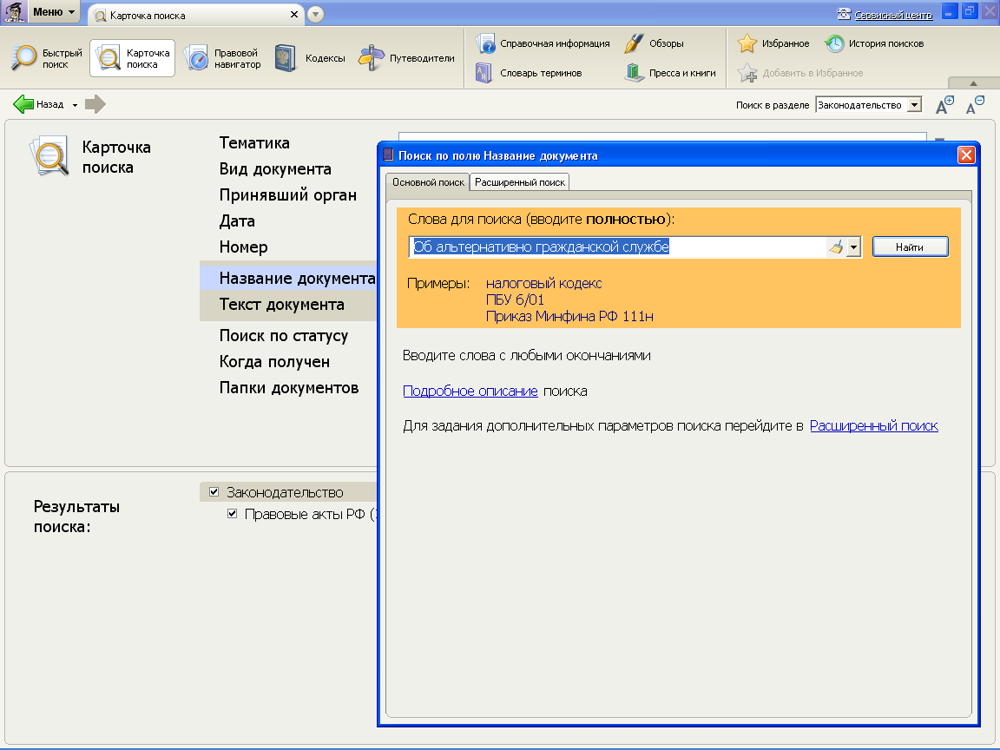 Меню
Карточка поиска
Сервисный центр
Быстрый поиск
Карточка поиска
Правовой навигатор
Кодексы
Путеводители
Справочная информация
Словарь терминов
Обзоры
Пресса и книги
Избранное
Добавить в Избранное
История поисков
Назад
Поиск в разделе
Законодательство
Карточка
поиска
Тематика
Вид документа
Принявший орган
Дата
Номер
Название документа
Текст документа
Поиск по статусу
Когда получен
Папки документов
Поиск по полю Название документа
Основной поиск
Расширенный поиск
Слова для поиска (вводите полностью):
Об альтернативно гражданской службе
Найти
Примеры: налоговый кодекс
ПБУ 6/01
Приказ Минфина РФ 111н
Вводите слова с любыми окончаниями
Подробное описание поиска
Для задания дополнительных параметров поиска перейдите в Расширенный поиск
Результаты
поиска:
Законодательство
Правовые акты РФ (